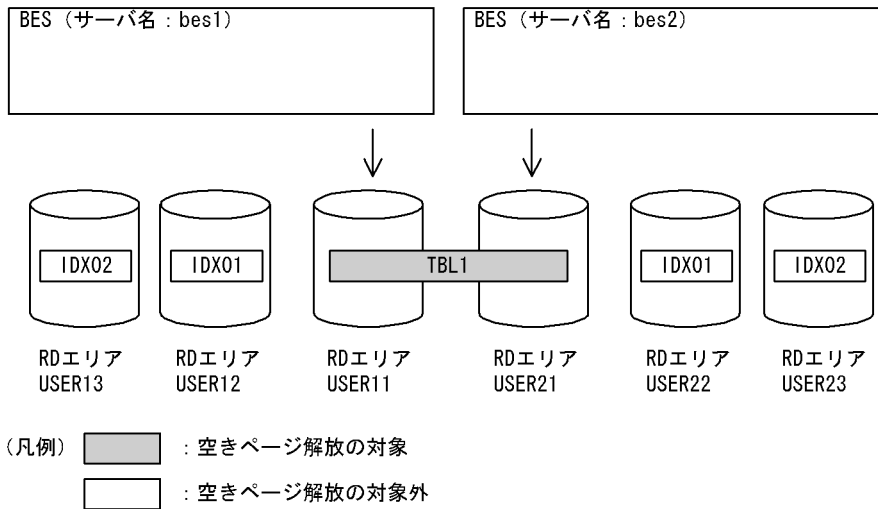 BES（サーバ名：bes1）
BES（サーバ名：bes2）
IDX02
IDX01
TBL1
IDX01
IDX02
RDエリア
USER13
RDエリア
USER12
RDエリア
USER11
RDエリア
USER21
RDエリア
USER22
RDエリア
USER23
（凡例）
：空きページ解放の対象
：空きページ解放の対象外